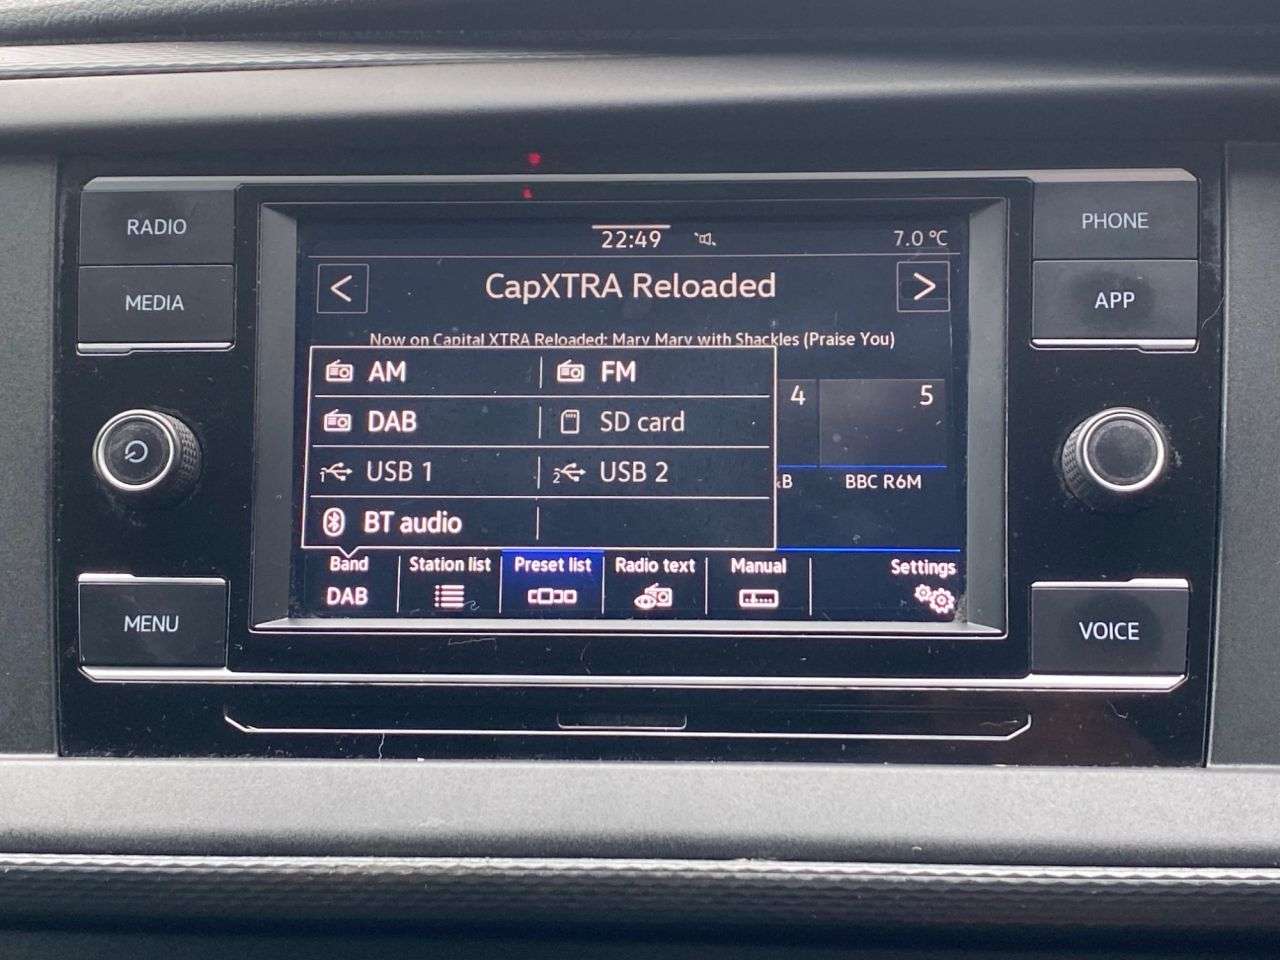 RADIO
MEDIA
MENU
PHONE
APP
VOICE
22:49
7.0 °C
<
CapXTRA Reloaded
>
Now on Capital XTRA Reloaded: Mary Mary with Shackles (Praise You)
AM
FM
DAB
SD card
1 USB 1
2 USB 2
BT audio
4
5
B
BBC R6M
Band
DAB
Station list
Preset list
Radio text
Manual
Settings